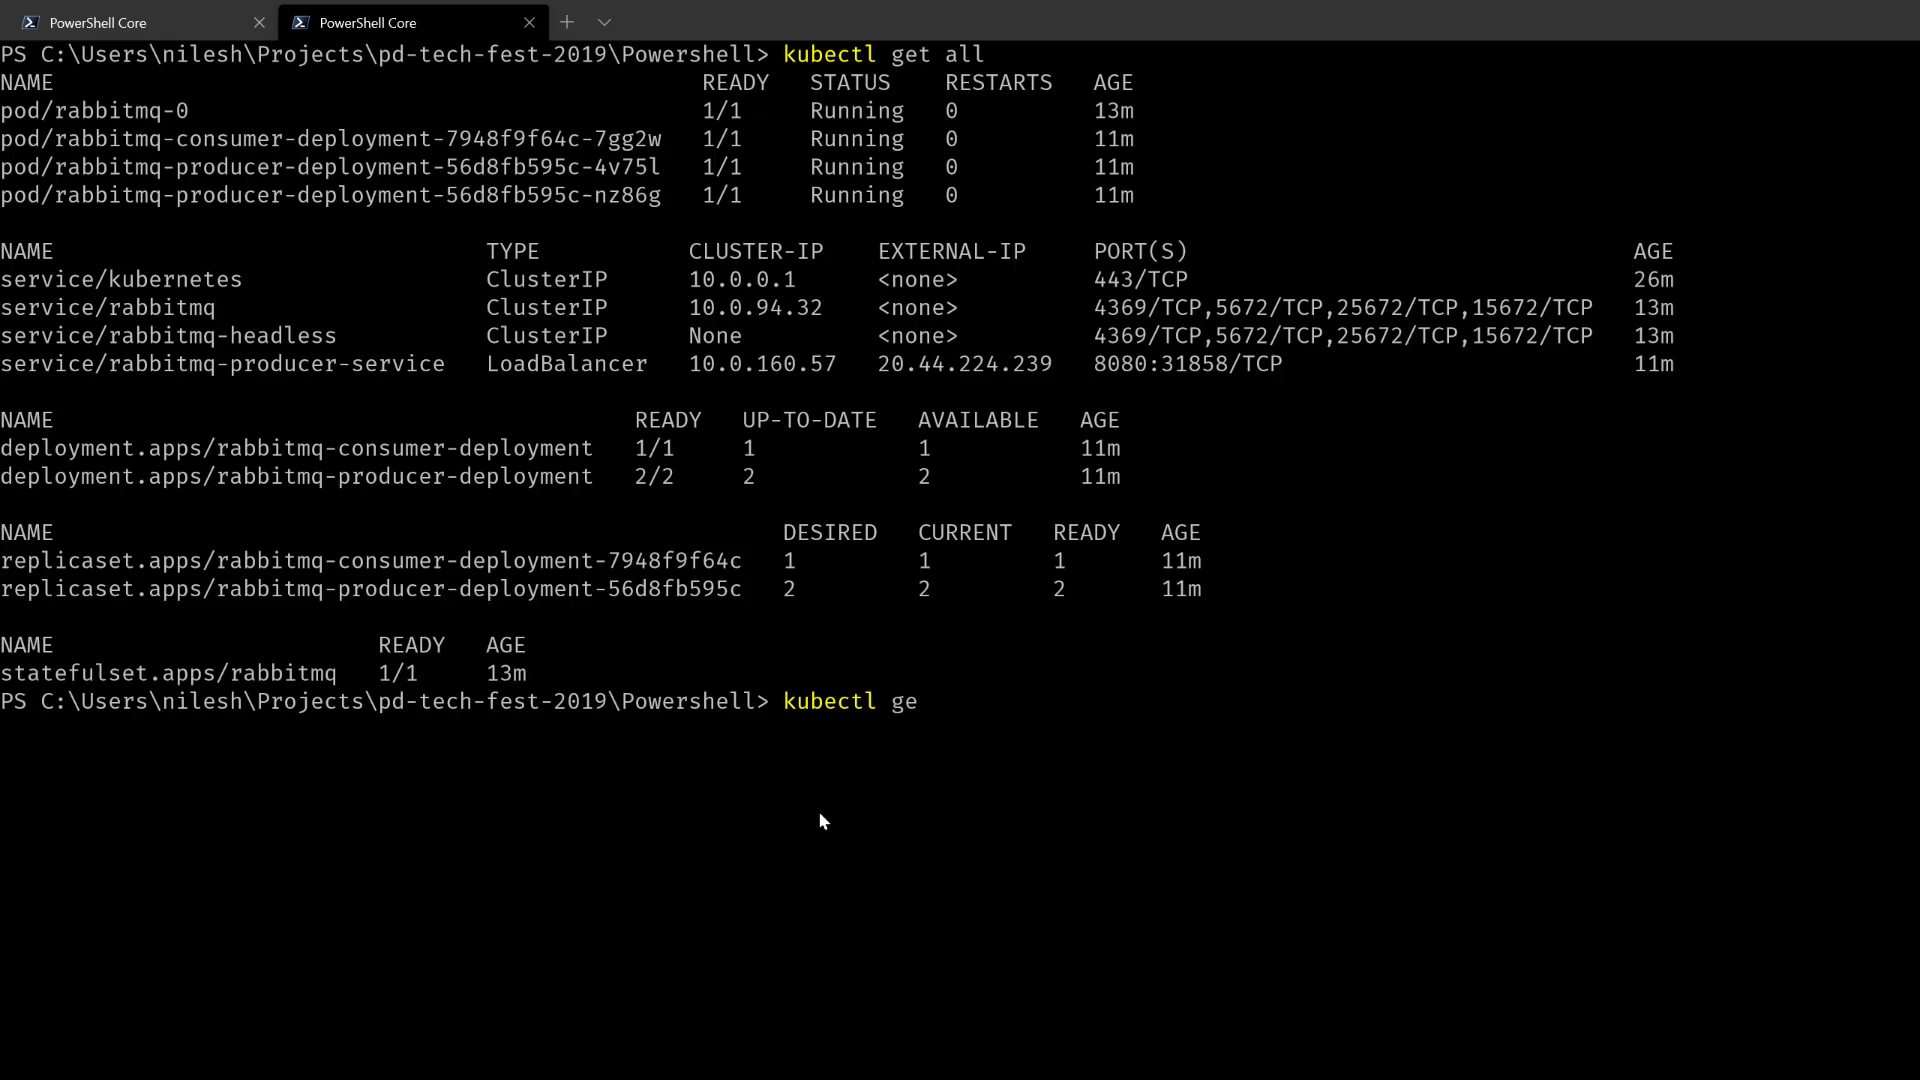 PowerShell Core
PowerShell Core
PS C:\Users\nilesh\Projects\pd-tech-fest-2019\Powershell> kubectl get all
NAME READY STATUS RESTARTS AGE
pod/rabbitmq-0 1/1 Running 0 13m
pod/rabbitmq-consumer-deployment-7948f9f64c-7gg2w 1/1 Running 0 11m
pod/rabbitmq-producer-deployment-56d8fb595c-4v75l 1/1 Running 0 11m
pod/rabbitmq-producer-deployment-56d8fb595c-nz86g 1/1 Running 0 11m
NAME TYPE CLUSTER-IP EXTERNAL-IP PORT(S) AGE
service/kubernetes ClusterIP 10.0.0.1 <none> 443/TCP 26m
service/rabbitmq ClusterIP 10.0.94.32 <none> 4369/TCP,5672/TCP,25672/TCP,15672/TCP 13m
service/rabbitmq-headless ClusterIP None <none> 4369/TCP,5672/TCP,25672/TCP,15672/TCP 13m
service/rabbitmq-producer-service LoadBalancer 10.0.160.57 20.44.224.239 8080:31858/TCP 11m
NAME READY UP-TO-DATE AVAILABLE AGE
deployment.apps/rabbitmq-consumer-deployment 1/1 1 1 11m
deployment.apps/rabbitmq-producer-deployment 2/2 2 2 11m
NAME DESIRED CURRENT READY AGE
replicaset.apps/rabbitmq-consumer-deployment-7948f9f64c 1 1 1 11m
replicaset.apps/rabbitmq-producer-deployment-56d8fb595c 2 2 2 11m
NAME READY AGE
statefulset.apps/rabbitmq 1/1 13m
PS C:\Users\nilesh\Projects\pd-tech-fest-2019\Powershell> kubectl ge